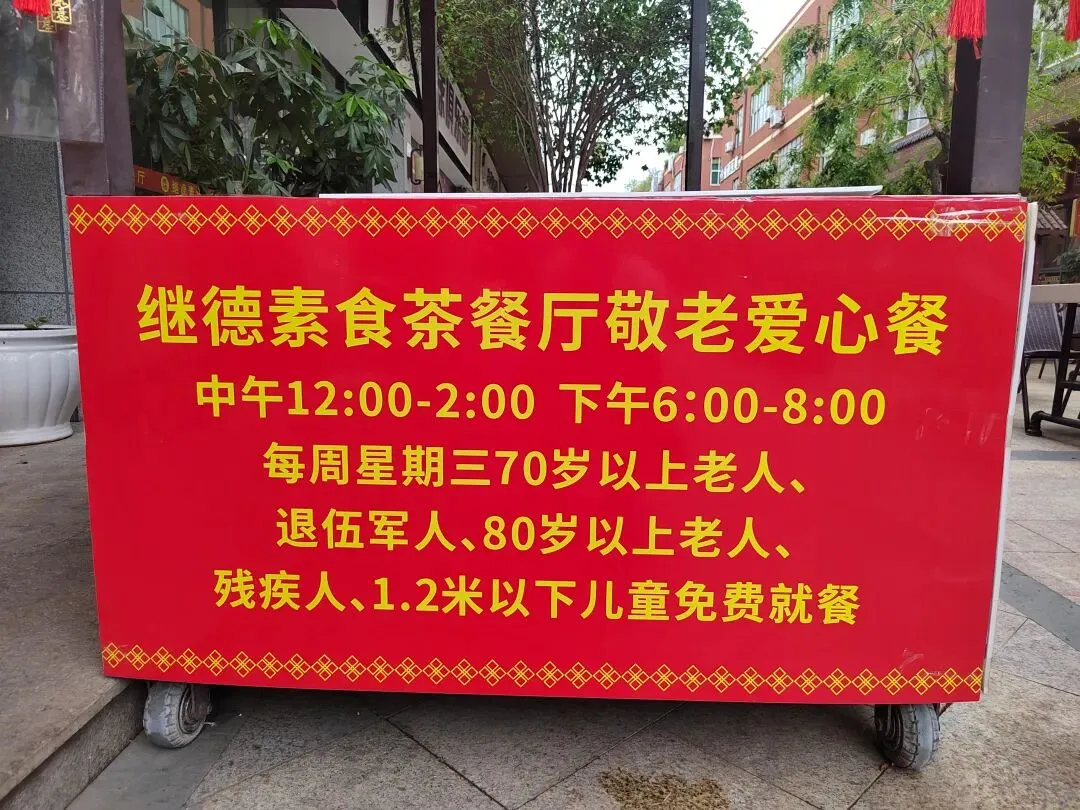 继德素食茶餐厅敬老爱心餐
中午12:00-2:00 下午6:00-8:00
每周星期三70岁以上老人、
退伍军人、80岁以上老人、
残疾人、1.2米以下儿童免费就餐